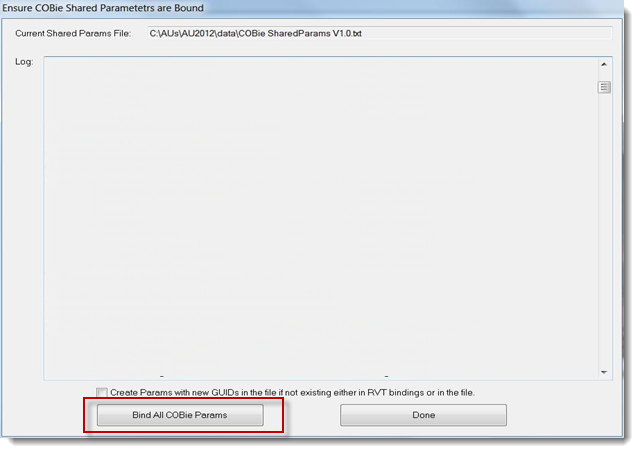 Ensure COBie Shared Parametetrs are Bound
Current Shared Params File: C:\AUs\AU2012\data\COBie SharedParams V1.0.txt
Log:
Create Params with new GUIDs in the file if not existing either in RVT bindings or in the file.
Bind All COBie Params Done